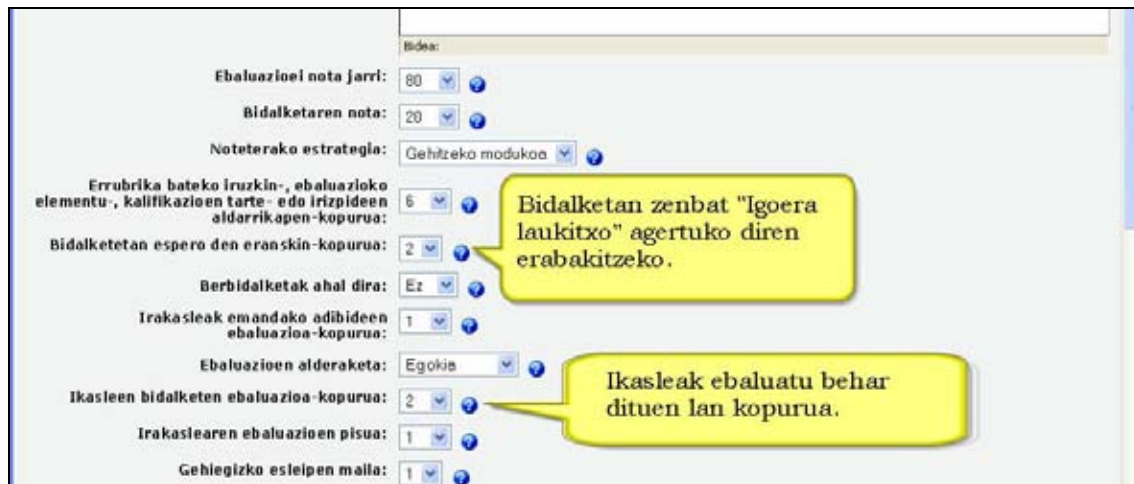 Bidea:
Ebaluazioei nota jarri: 80
Bidalketaren nota: 20
Noteterako estrategia: Gehitzeko modukoa
Errubrika bateko iruzkin-, ebaluazioko
elementu-, kalifikazioen tarte- edo irizpideen
aldarrikapen-kopurua: 6
Bidalketan zenbat "Igoera
laukitxo" agertuko diren
erabakitzeko.
Bidalketetan espero den eranskin-kopurua: 2
Berbidalketak ahal dira: Ez
Irakasleak emandako adibideen
ebaluazioa-kopurua: 1
Ebaluazioen alderaketa: Egokia
Ikasleak ebaluatu behar
dituen lan kopurua.
Ikasleen bidalketen ebaluazioa-kopurua: 2
Irakaslearen ebaluazioen pisua: 1
Gehiegizko esleipen maila: 1